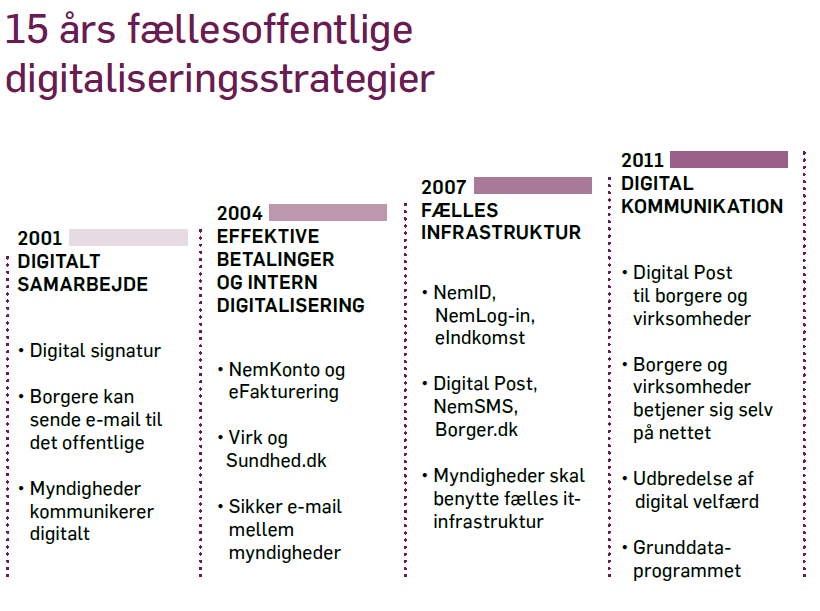 15 års fællesoffentlige
digitaliseringsstrategier
2001
DIGITALT
SAMARBEJDE
• Digital signatur
• Borgere kan
sende e-mail til
det offentlige
• Myndigheder
kommunikerer
digitalt
2004
EFFEKTIVE
BETALINGER
OG INTERN
DIGITALISERING
• NemKonto og
eFakturering
• Virk og
Sundhed.dk
• Sikker e-mail
mellem
myndigheder
2007
FÆLLES
INFRASTRUKTUR
• NemID,
NemLog-in,
eIndkomst
• Digital Post,
NemSMS,
Borger.dk
• Myndigheder skal
benytte fælles it-
infrastruktur
2011
DIGITAL
KOMMUNIKATION
• Digital Post
til borgere og
virksomheder
• Borgere og
virksomheder
betjener sig selv
på nettet
• Udbredelse af
digital velfærd
• Grunddata-
programmet